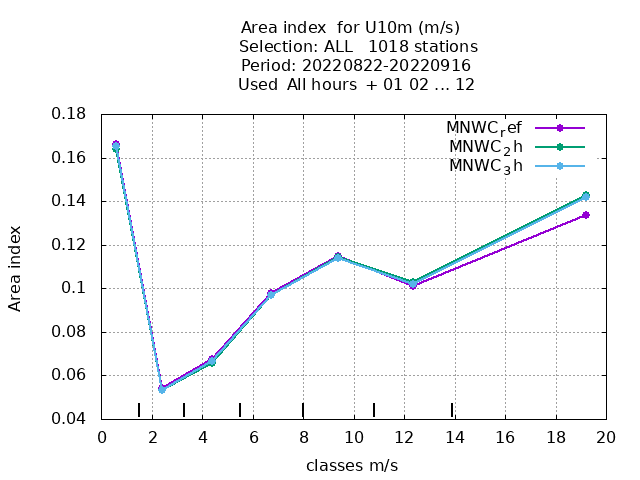 Area index  for U10m (m/s)
Selection: ALL   1018 stations
Period: 20220822-20220916
Used  All hours  + 01 02 ... 12
MNWC_ref
MNWC_2h
MNWC_3h
0.18
0.16
0.14
0.12
0.1
0.08
0.06
0.04
Area index
0 2 4 6 8 10 12 14 16 18 20
classes m/s